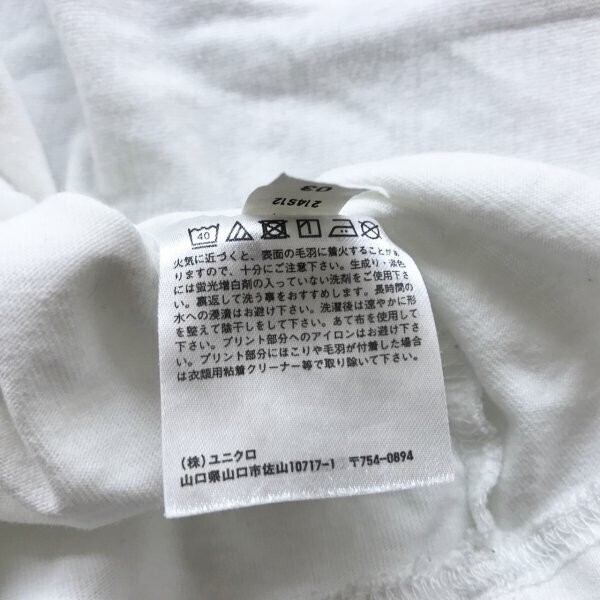 214S12
03
40
火気に近づくと、表面の毛羽に着火することがあ
りますので、十分にご注意下さい。生成り・淡色
には蛍光増白剤の入っていない洗剤をご使用下さ
い。裏返して洗う事をおすすめします。長時間の
水への浸漬はお避け下さい。洗濯後は速やかに形
を整えて陰干しをして下さい。あて布を使用して
下さい。プリント部分へのアイロンはお避け下さ
い。プリント部分にほこりや毛羽が付着した場合
は衣類用粘着クリーナー等で取り除いて下さい。
(株)ユニクロ
山口県山口市佐山10717-1 〒754-0894